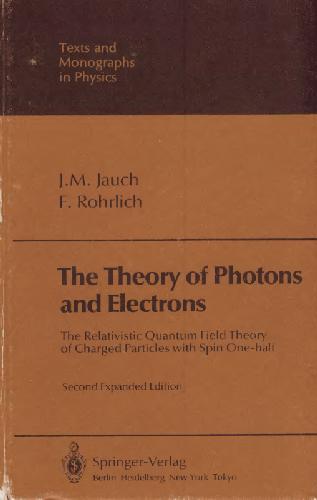 Texts and
Monographs
in Physics
J.M. Jauch
F. Rohrlich
The Theory of Photons
and Electrons
The Relativistic Quantum Field Theory
of Charged Particles with Spin One-half
Second Expanded Edition
Springer-Verlag
Berlin Heidelberg New York Tokyo